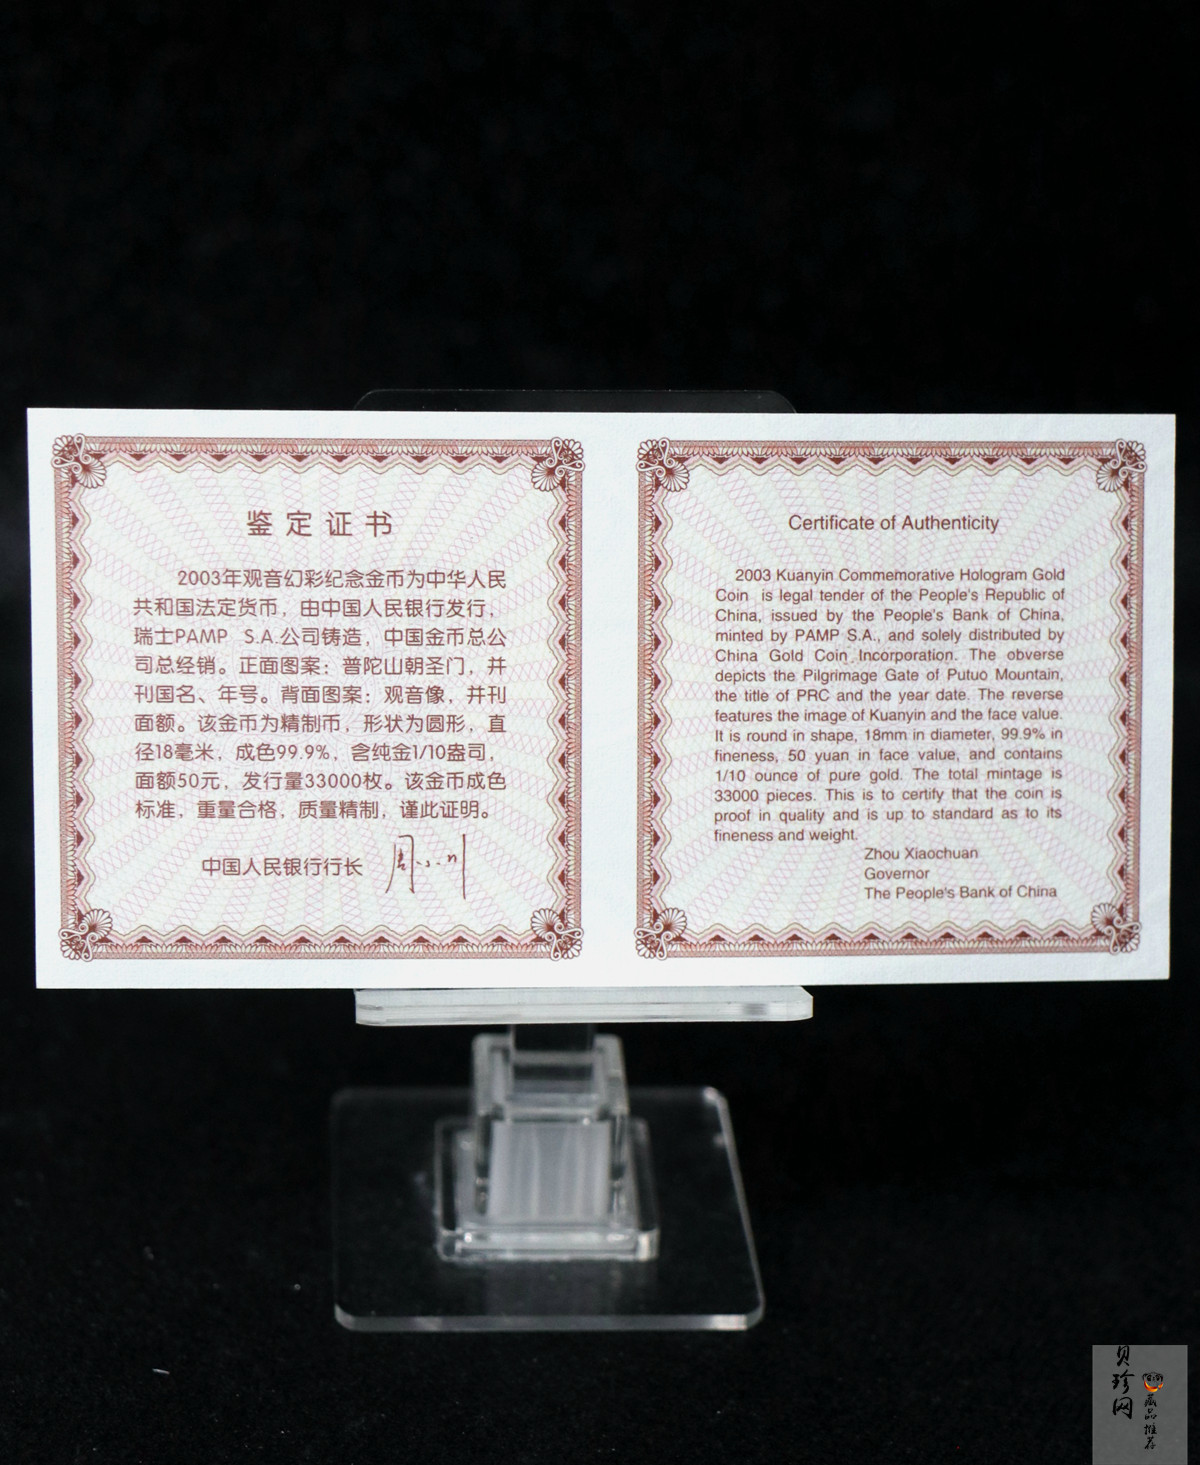 鉴定证书
2003年观音幻彩纪念金币为中华人民
共和国法定货币，由中国人民银行发行，
瑞士PAMP S.A.公司铸造，中国金币总公
司总经销。正面图案：普陀山朝圣门，并
刊国名、年号。背面图案：观音像，并刊
面额。该金币为精制币，形状为圆形，直
径18毫米，成色99.9%，含纯金1/10盎司，
面额50元，发行量33000枚。该金币成色
标准，重量合格，质量精制，谨此证明。
中国人民银行行长 周小川
Certificate of Authenticity
2003 Kuanyin Commemorative Hologram Gold
Coin is legal tender of the People's Republic of
China, issued by the People's Bank of China,
minted by PAMP S.A., and solely distributed by
China Gold Coin Incorporation. The obverse
depicts the Pilgrimage Gate of Putuo Mountain,
the title of PRC and the year date. The reverse
features the image of Kuanyin and the face value.
It is round in shape, 18mm in diameter, 99.9% in
fineness, 50 yuan in face value, and contains
1/10 ounce of pure gold. The total mintage is
33000 pieces. This is to certify that the coin is
proof in quality and is up to standard as to its
fineness and weight.
Zhou Xiaochuan
Governor
The People's Bank of China
贝珍网
藏品推荐